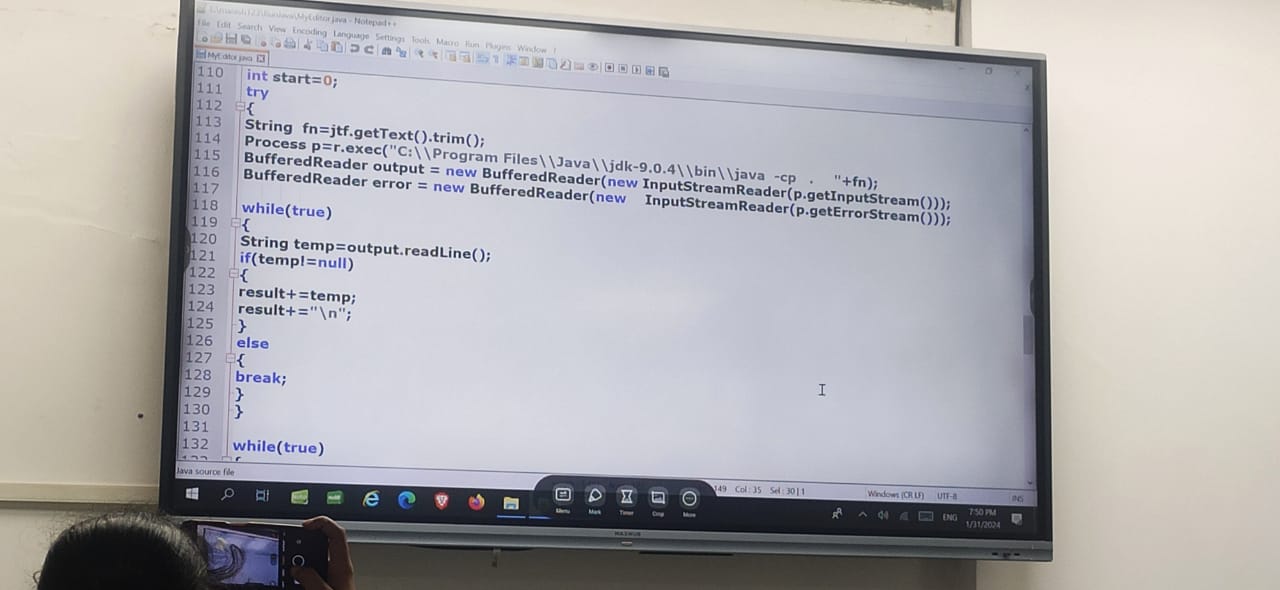 MyEditor.java - Notepad++
File Edit Search View Encoding Language Settings Tools Macro Run Plugins Window ?
MyEditor.java
110 int start=0;
111 try
112 {
113 String fn=jtf.getText().trim();
114 Process p=r.exec("C:\\Program Files\\Java\\jdk-9.0.4\\bin\\java -cp . "+fn);
115 BufferedReader output = new BufferedReader(new InputStreamReader(p.getInputStream()));
116 BufferedReader error = new BufferedReader(new InputStreamReader(p.getErrorStream()));
117
118 while(true)
119 {
120 String temp=output.readLine();
121 if(temp!=null)
122 {
123 result+=temp;
124 result+="\n";
125 }
126 else
127 {
128 break;
129 }
130 }
131
132 while(true)
133 {
Java source file
149 Col : 35 Sel : 30 | 1
Windows (CR LF) UTF-8 INS
Menu Mark Timer Crop More
ENG 7:50 PM
1/31/2024
MAXHUB